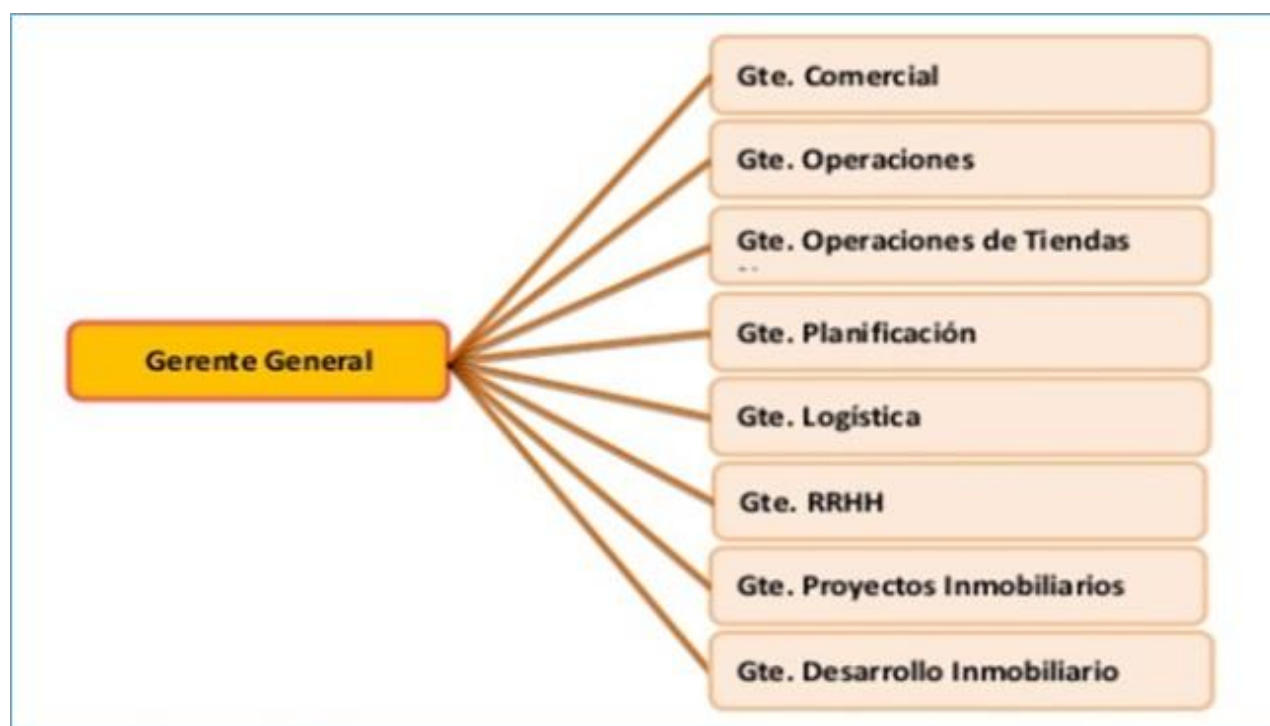 Gte. Comercial
Gte. Operaciones
Gte. Operaciones de Tiendas
Gte. Planificación
Gerente General
Gte. Logística
Gte. RRHH
Gte. Proyectos Inmobiliarios
Gte. Desarrollo Inmobiliario